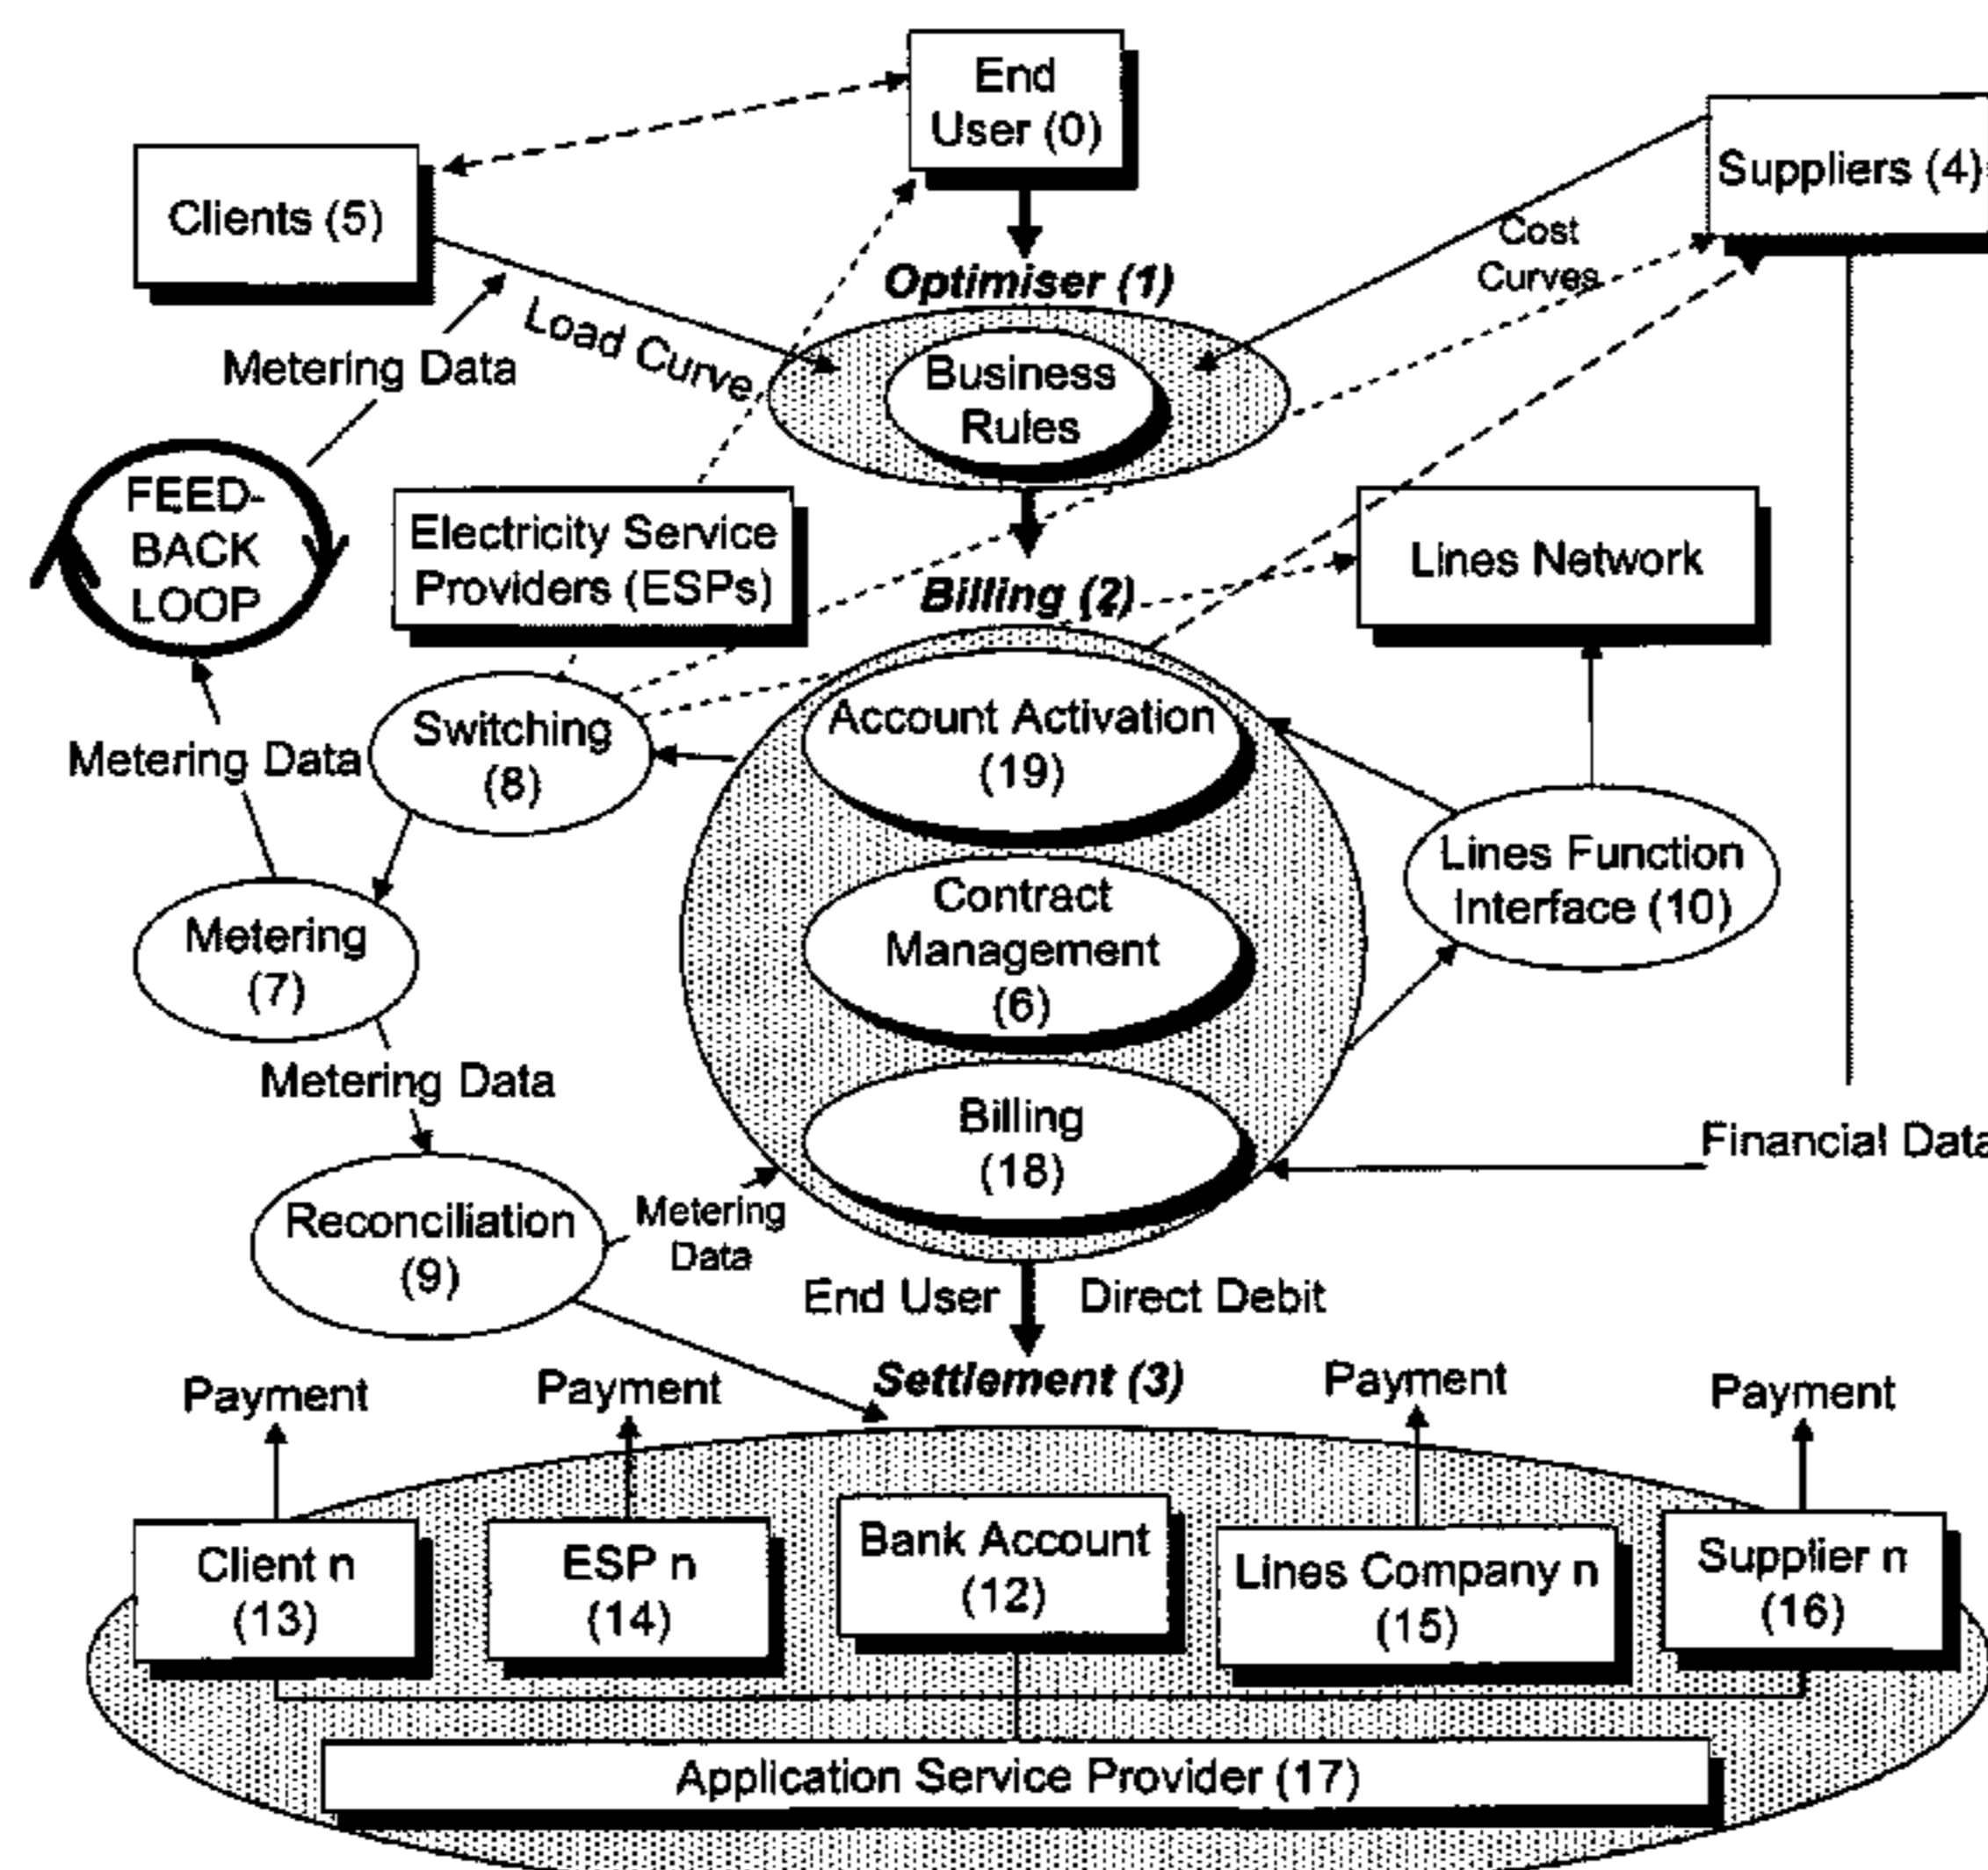 End
User (0)
Clients (5)
Suppliers (4)
Cost
Curves
Optimiser (1)
Load Curve
Metering Data
Business
Rules
FEED-
BACK
LOOP
Electricity Service
Providers (ESPs)
Lines Network
Billing (2)
Switching
(8)
Account Activation
(19)
Metering Data
Lines Function
Interface (10)
Contract
Management
(6)
Metering
(7)
Metering Data
Billing
(18)
Financial Data
Reconciliation
(9)
Metering
Data
End User
Direct Debit
Settlement (3)
Payment
Payment
Payment
Payment
Client n
(13)
ESP n
(14)
Bank Account
(12)
Lines Company n
(15)
Supplier n
(16)
Application Service Provider (17)